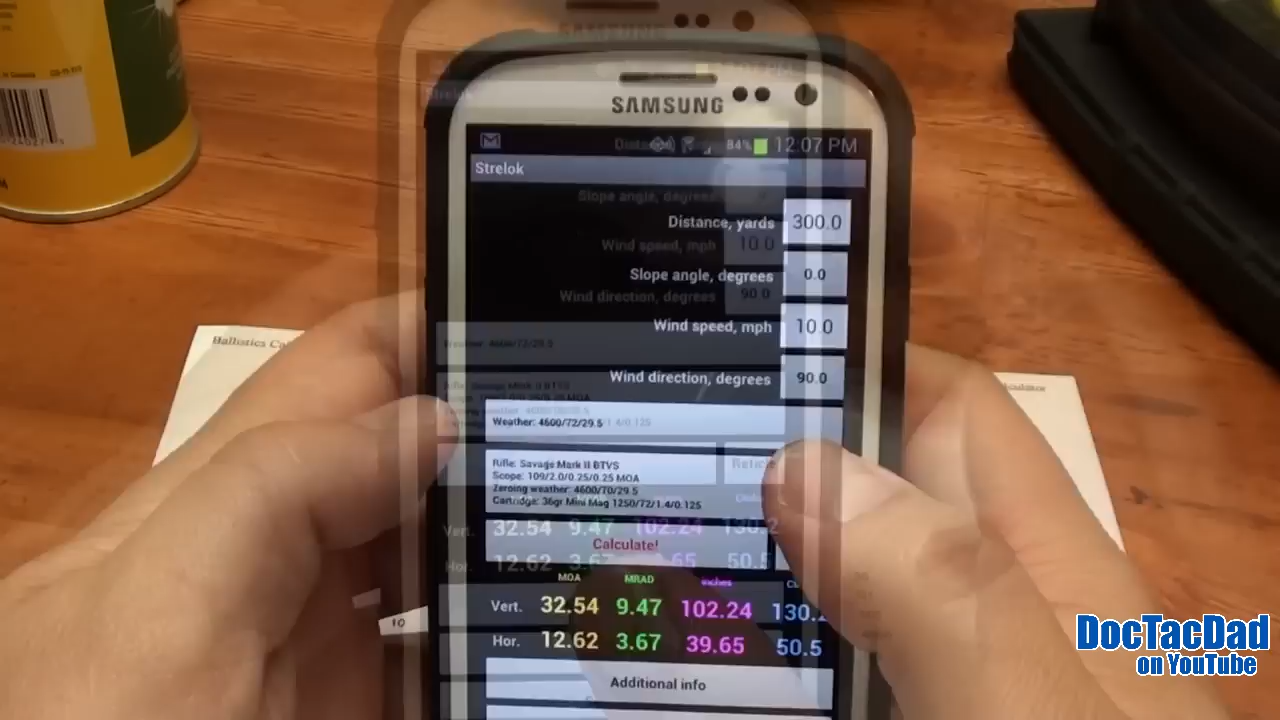 SAMSUNG
84% 12:07 PM
Strelok
Distance, yards 300.0
Slope angle, degrees 0.0
Wind speed, mph 10.0
Wind direction, degrees 90.0
Weather: 4600/72/29.5
Rifle: Savage Mark II BTVS
Scope: 109/2.0/0.25/0.25 MOA
Zeroing weather: 4600/70/29.5
Cartridge: 36gr Mini Mag 1250/72/1.4/0.125
Calculate!
MOA MRAD Inches
Vert. 32.54 9.47 102.24 130.2
Hor. 12.62 3.67 39.65 50.5
Additional info
Ballistics
DocTacDad
on YouTube